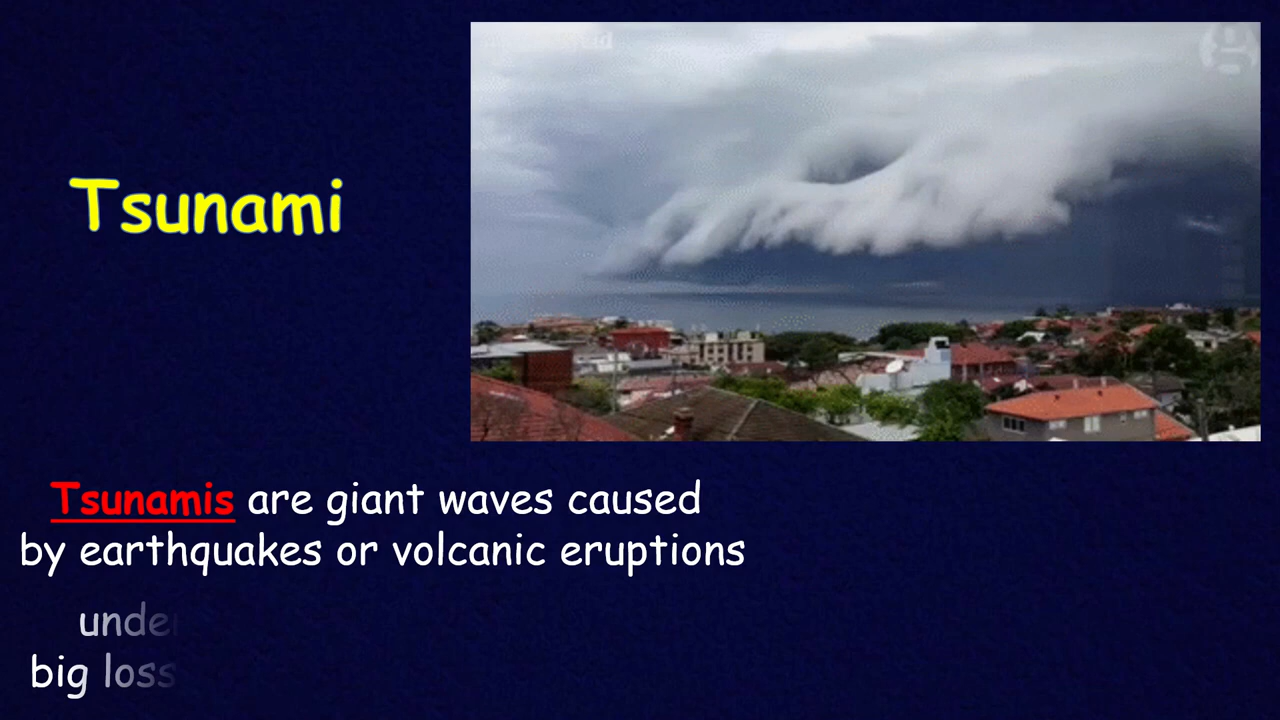 Tsunami
Tsunamis are giant waves caused
by earthquakes or volcanic eruptions
big loss